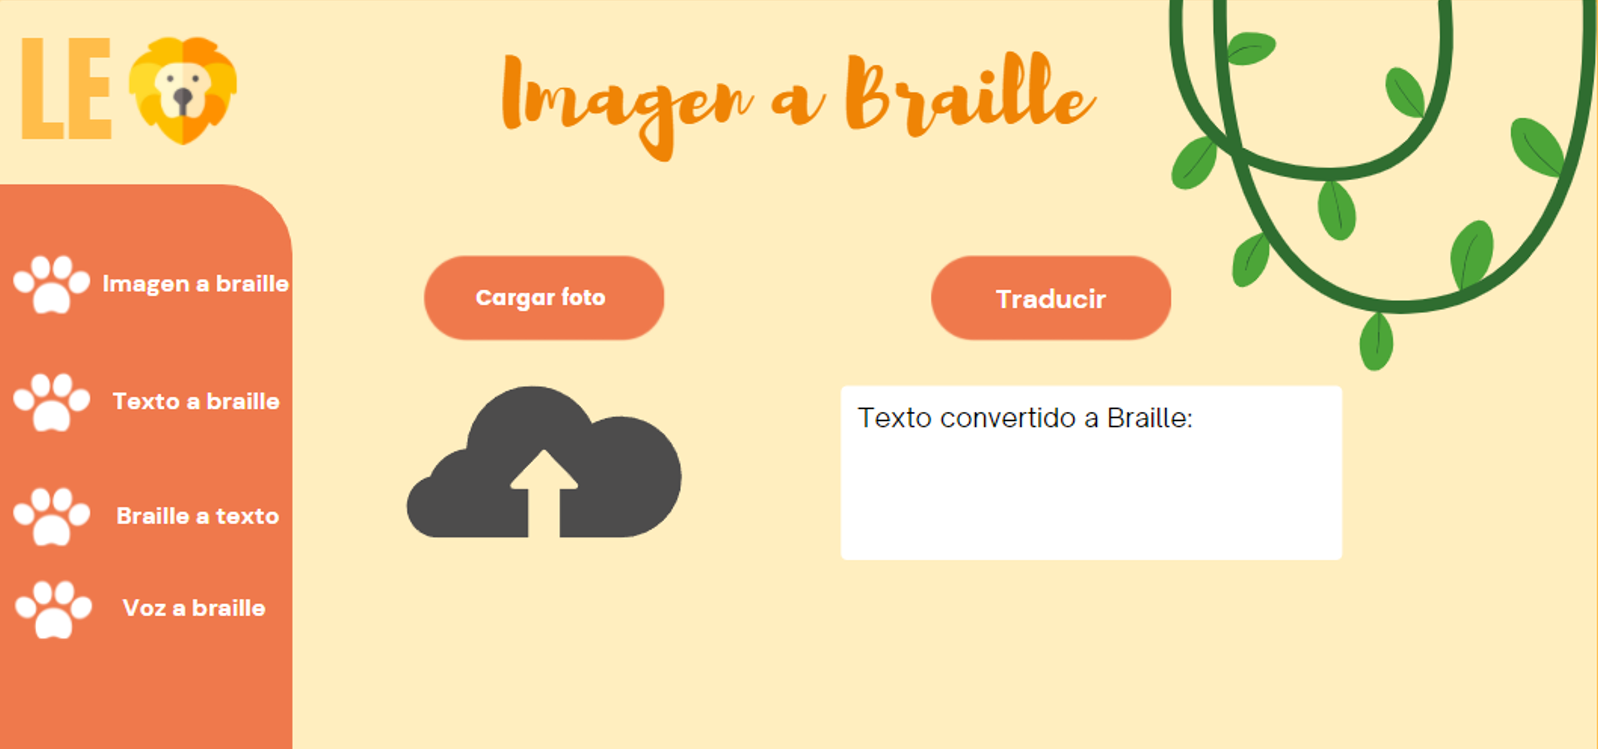 LE
Imagen a Braille
Imagen a braille
Texto a braille
Braille a texto
Voz a braille
Cargar foto
Traducir
Texto convertido a Braille: